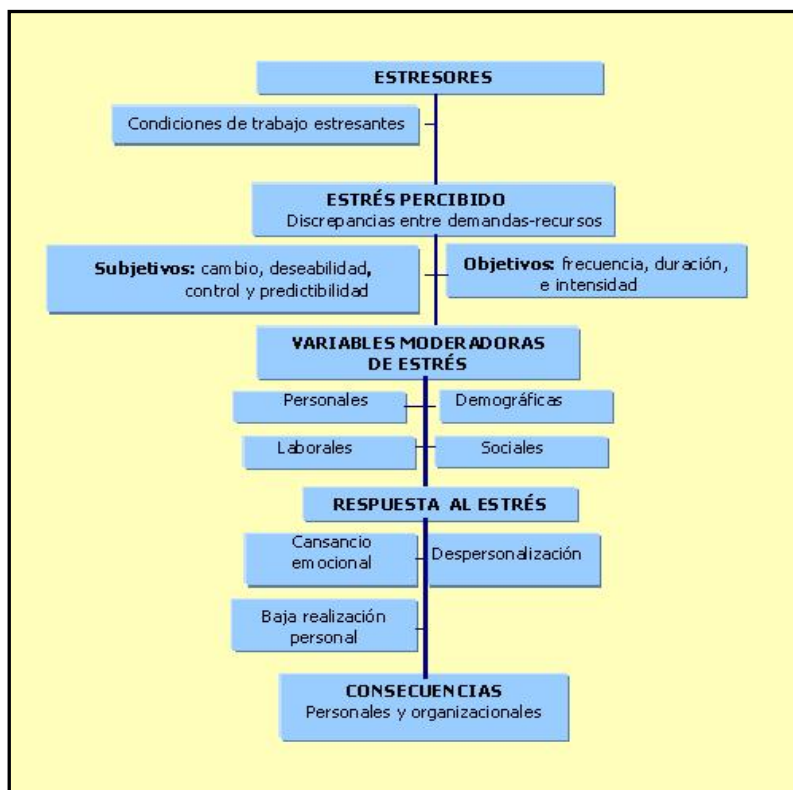 ESTRESORES
Condiciones de trabajo estresantes
ESTRÉS PERCIBIDO
Discrepancias entre demandas-recursos
Subjetivos: cambio, deseabilidad,
control y predictibilidad
Objetivos: frecuencia, duración,
e intensidad
VARIABLES MODERADORAS
DE ESTRÉS
Personales
Demográficas
Laborales
Sociales
RESPUESTA AL ESTRÉS
Cansancio
emocional
Despersonalización
Baja realización
personal
CONSECUENCIAS
Personales y organizacionales